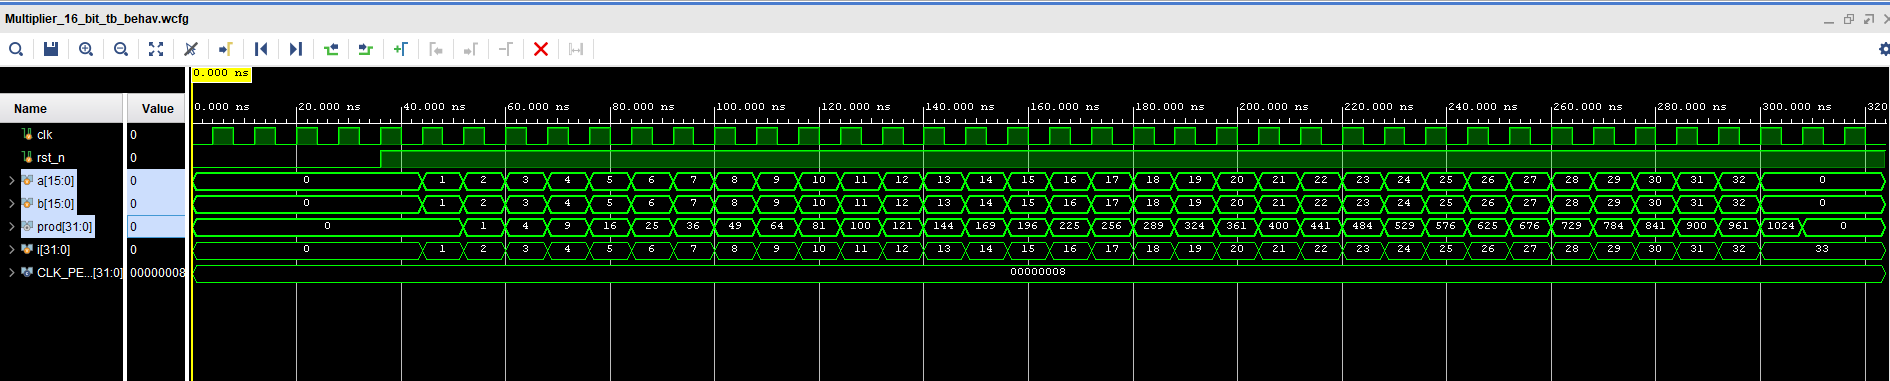 Multiplier_16_bit_tb_behav.wcfg
0.000 ns
Name Value 0.000 ns 20.000 ns 40.000 ns 60.000 ns 80.000 ns 100.000 ns 120.000 ns 140.000 ns 160.000 ns 180.000 ns 200.000 ns 220.000 ns 240.000 ns 260.000 ns 280.000 ns 300.000 ns 320
clk 0
rst_n 0
a[15:0] 0 0 1 2 3 4 5 6 7 8 9 10 11 12 13 14 15 16 17 18 19 20 21 22 23 24 25 26 27 28 29 30 31 32 0
b[15:0] 0 0 1 2 3 4 5 6 7 8 9 10 11 12 13 14 15 16 17 18 19 20 21 22 23 24 25 26 27 28 29 30 31 32 0
prod[31:0] 0 0 1 4 9 16 25 36 49 64 81 100 121 144 169 196 225 256 289 324 361 400 441 484 529 576 625 676 729 784 841 900 961 1024 0
i[31:0] 0 0 1 2 3 4 5 6 7 8 9 10 11 12 13 14 15 16 17 18 19 20 21 22 23 24 25 26 27 28 29 30 31 32 33
CLK_PE...[31:0] 00000008 00000008